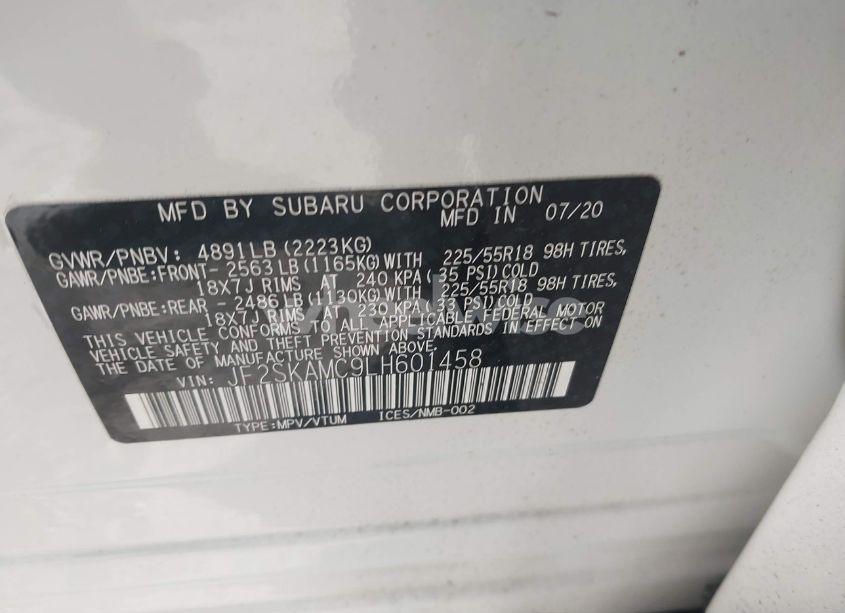 MFD BY SUBARU CORPORATION
MFD IN 07/20
GVWR/PNBV: 4891LB (2223KG)
GAWR/PNBE:FRONT- 2563LB (1165KG)WITH 225/55R18 98H TIRES,
18X7J RIMS AT 240 KPA( 35 PSI)COLD
GAWR/PNBE:REAR - 2486LB (1130KG)WITH 225/55R18 98H TIRES,
18X7J RIMS AT 230 KPA( 33 PSI)COLD
THIS VEHICLE CONFORMS TO ALL APPLICABLE FEDERAL MOTOR
VEHICLE SAFETY AND THEFT PREVENTION STANDARDS IN EFFECT ON
THE DATE OF MANUFACTURE SHOWN ABOVE.
VIN: JF2SKAMC9LH601458
TYPE:MPV/VTUM ICES/NMB-002